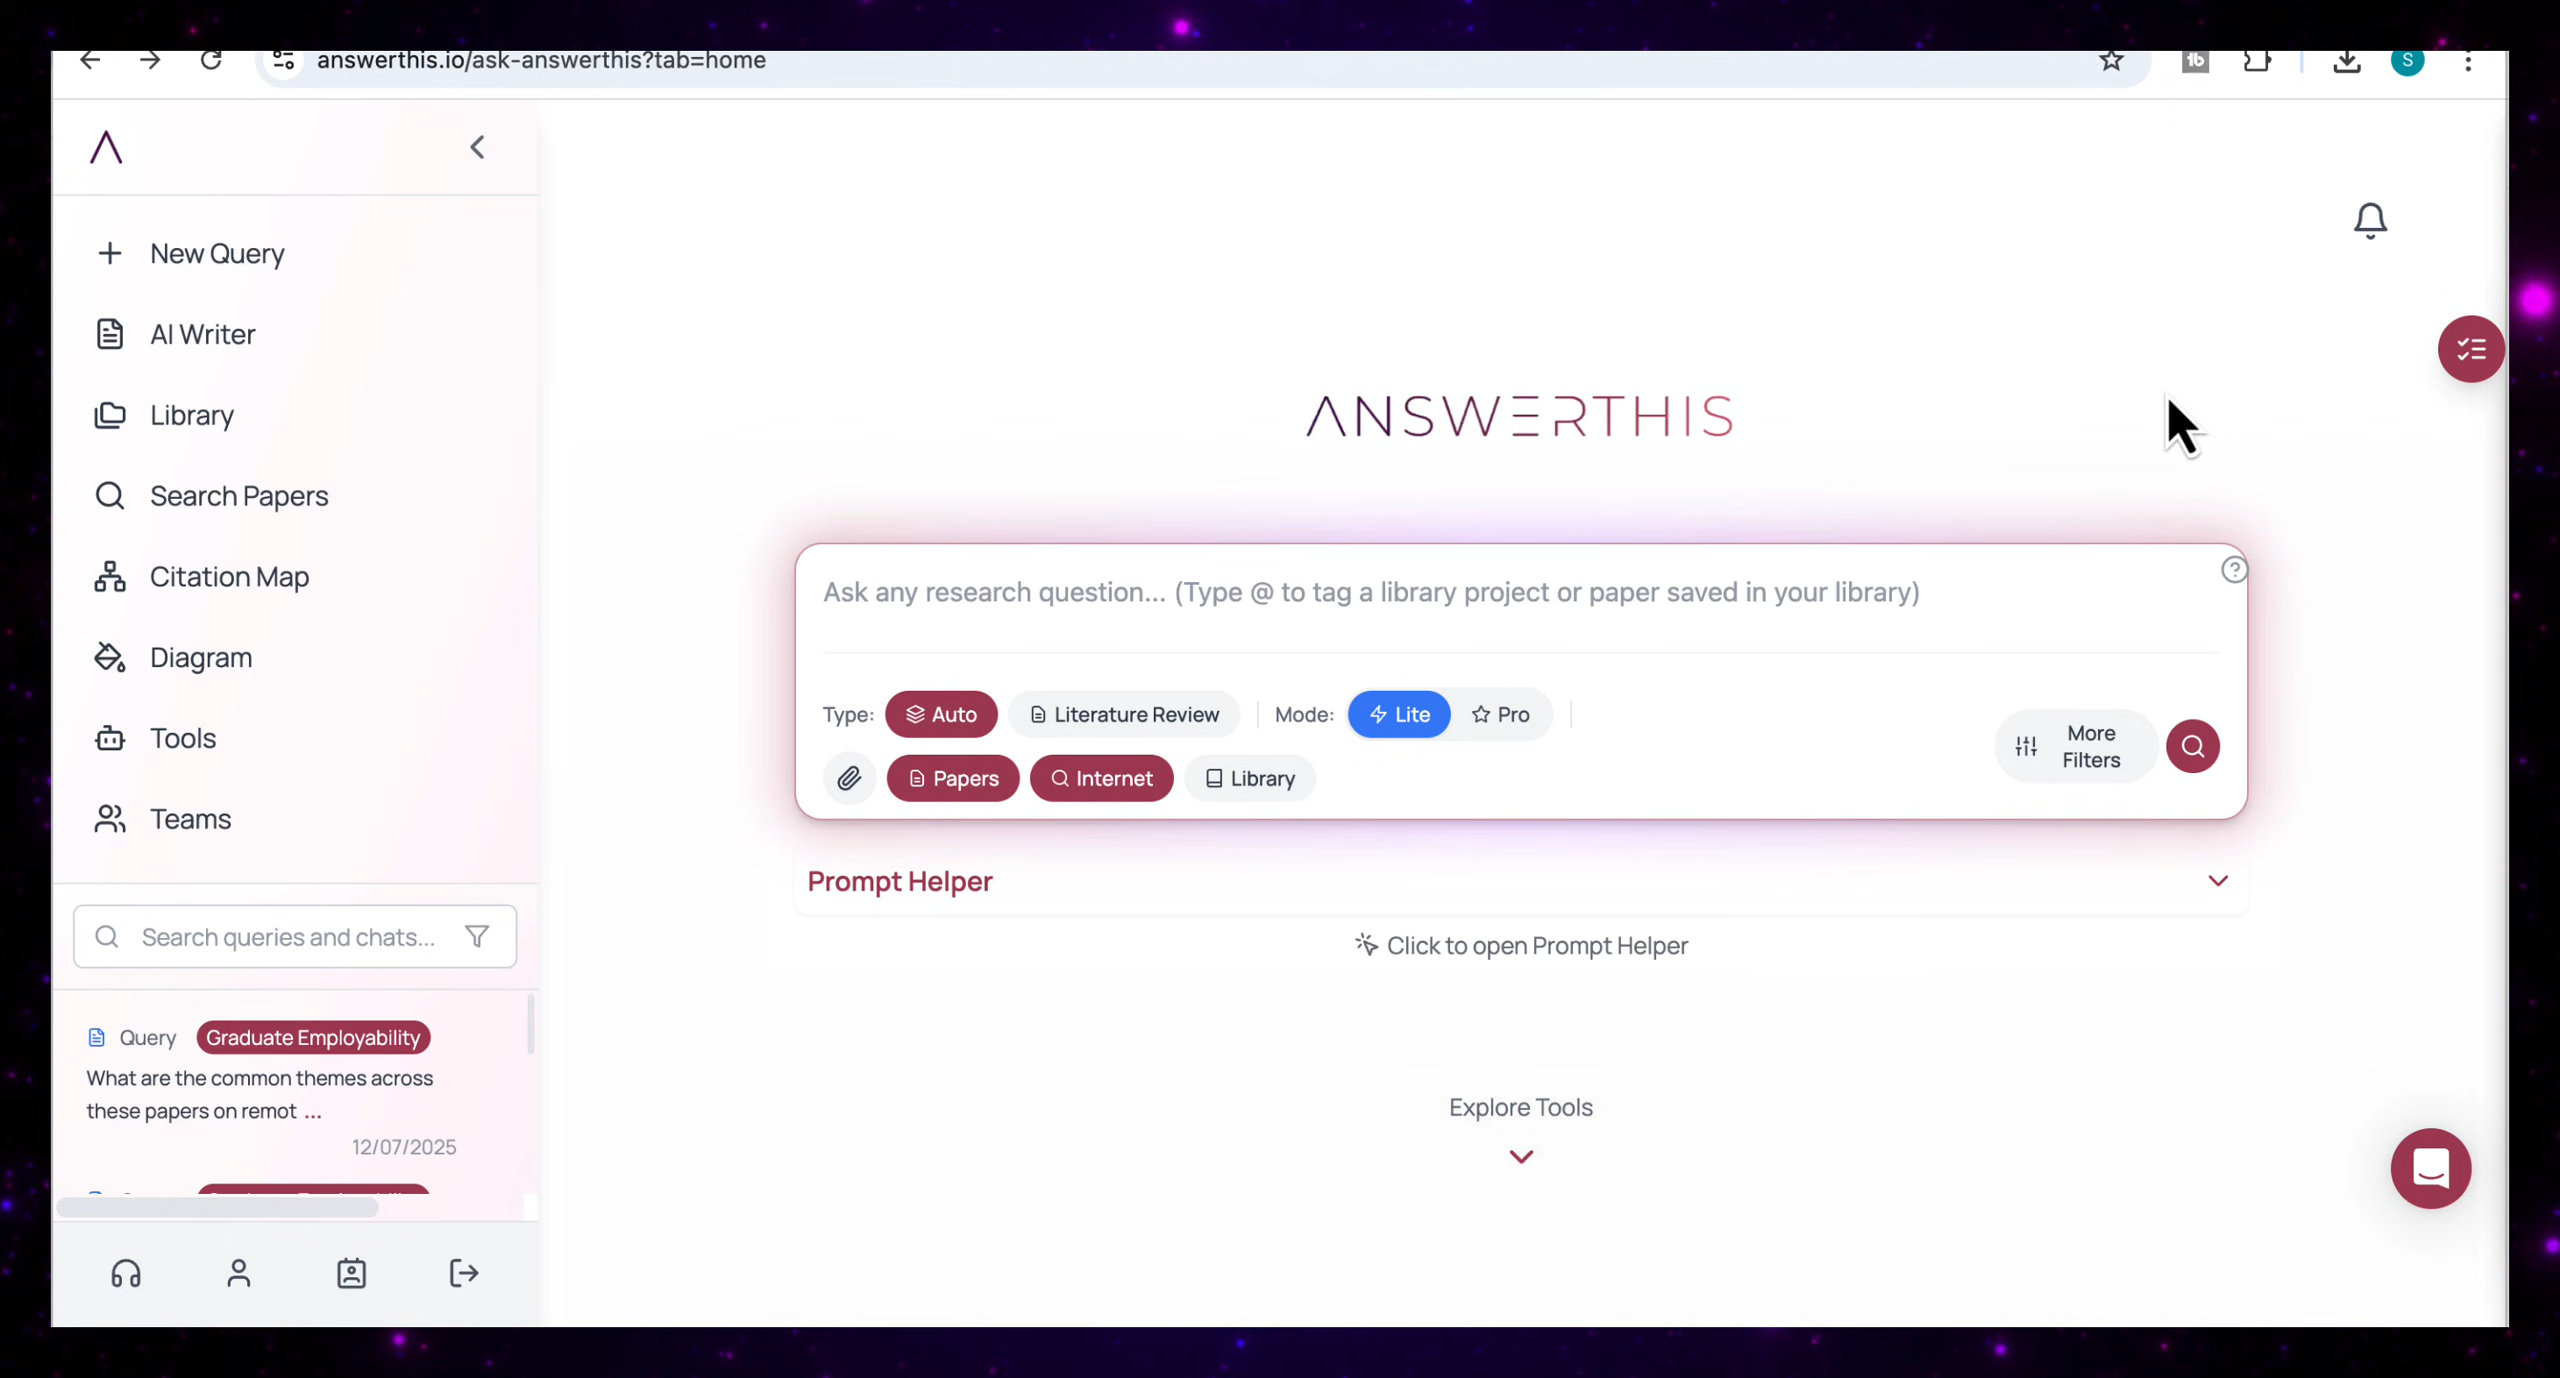 answerthis.io/ask-answerthis?tab=home
S
New Query
AI Writer
Library
Search Papers
Citation Map
Diagram
Tools
Teams
Search queries and chats...
Query Graduate Employability
What are the common themes across
these papers on remot ...
12/07/2025
ANSWERTHIS
Ask any research question... (Type @ to tag a library project or paper saved in your library)
Type: Auto Literature Review Mode: Lite Pro
More
Filters
Papers Internet Library
Prompt Helper
Click to open Prompt Helper
Explore Tools